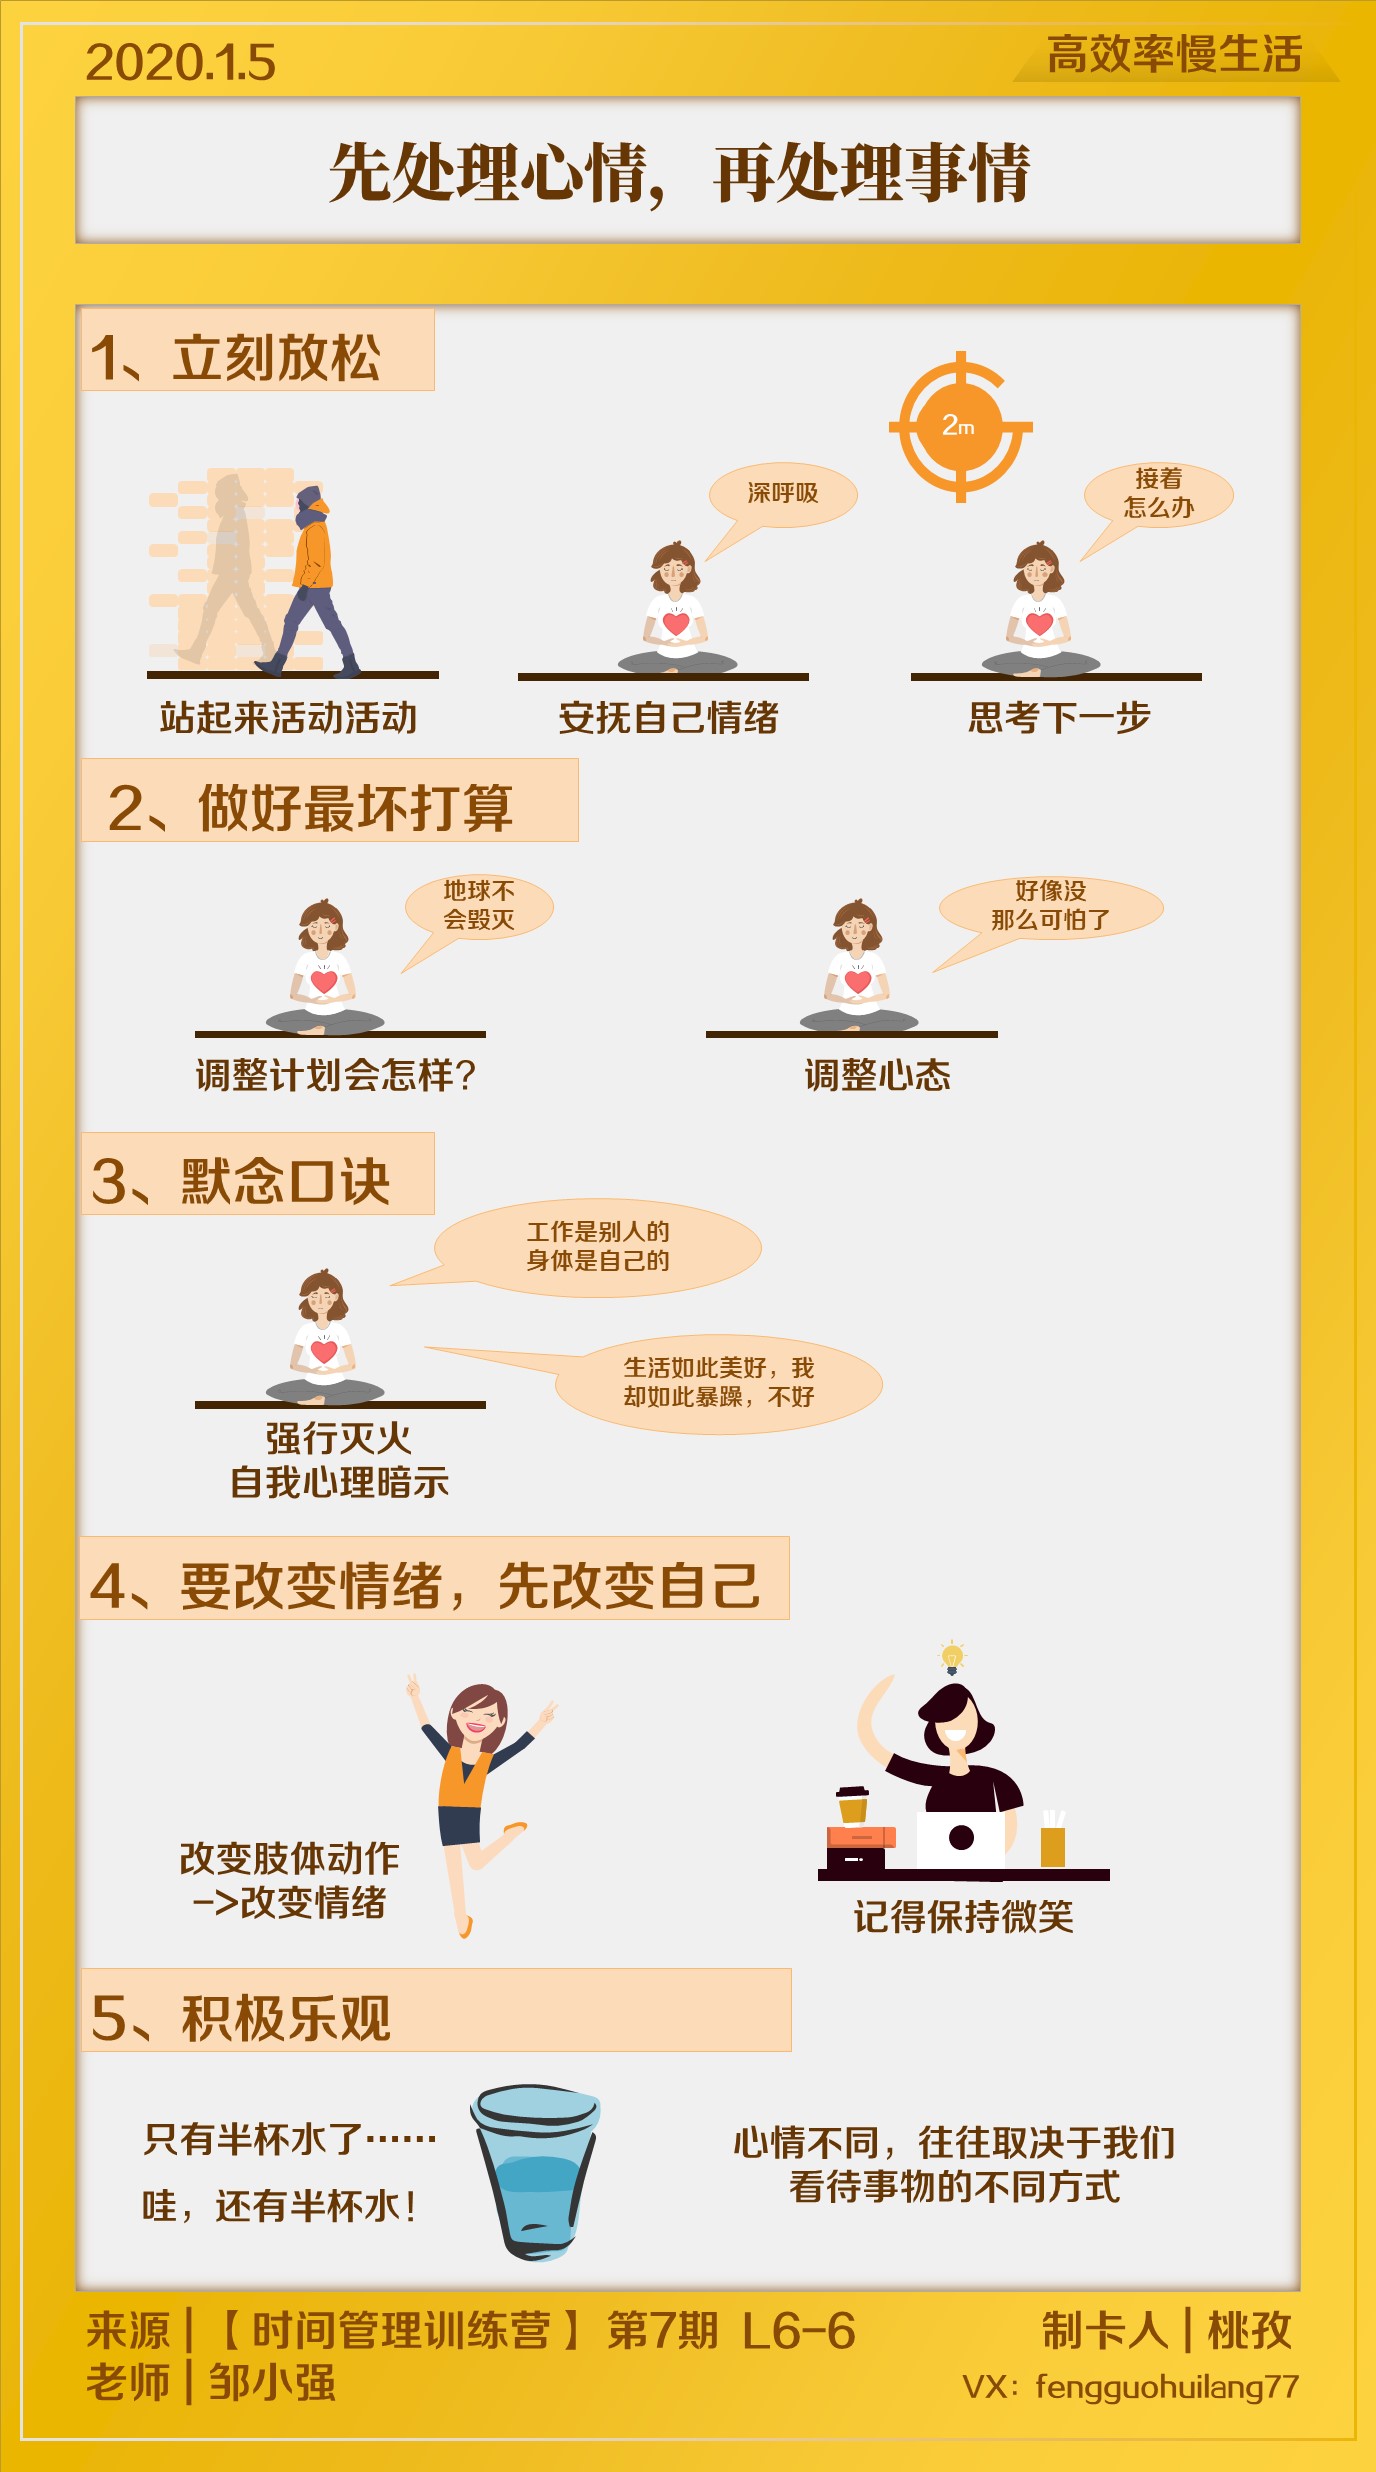 2020.1.5
高效率慢生活
先处理心情，再处理事情
1、立刻放松
2m
深呼吸
接着
怎么办
站起来活动活动
安抚自己情绪
思考下一步
2、做好最坏打算
地球不
会毁灭
好像没
那么可怕了
调整计划会怎样？
调整心态
3、默念口诀
工作是别人的
身体是自己的
生活如此美好，我
却如此暴躁，不好
强行灭火
自我心理暗示
4、要改变情绪，先改变自己
改变肢体动作
->改变情绪
记得保持微笑
5、积极乐观
只有半杯水了……
哇，还有半杯水！
心情不同，往往取决于我们
看待事物的不同方式
来源 | 【时间管理训练营】第7期 L6-6
老师 | 邹小强
制卡人 | 桃孜
VX：fengguohuilang77